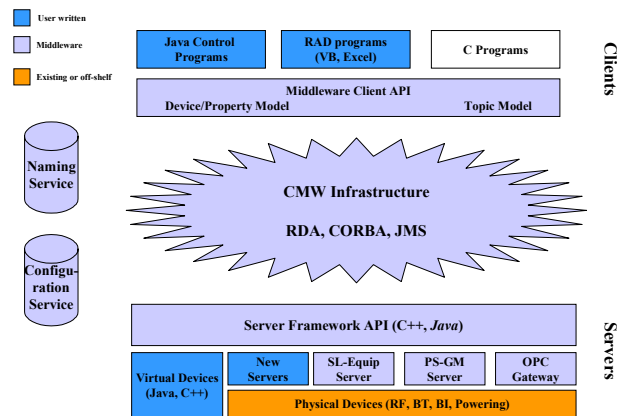 User written
Middleware
Existing or off-shelf
Java Control
Programs
RAD programs
(VB, Excel)
C Programs
Clients
Middleware Client API
Device/Property Model
Topic Model
Naming
Service
CMW Infrastructure
RDA, CORBA, JMS
Configu-
ration
Service
Server Framework API (C++, Java)
Servers
Virtual Devices
(Java, C++)
New
Servers
SL-Equip
Server
PS-GM
Server
OPC
Gateway
Physical Devices (RF, BT, BI, Powering)